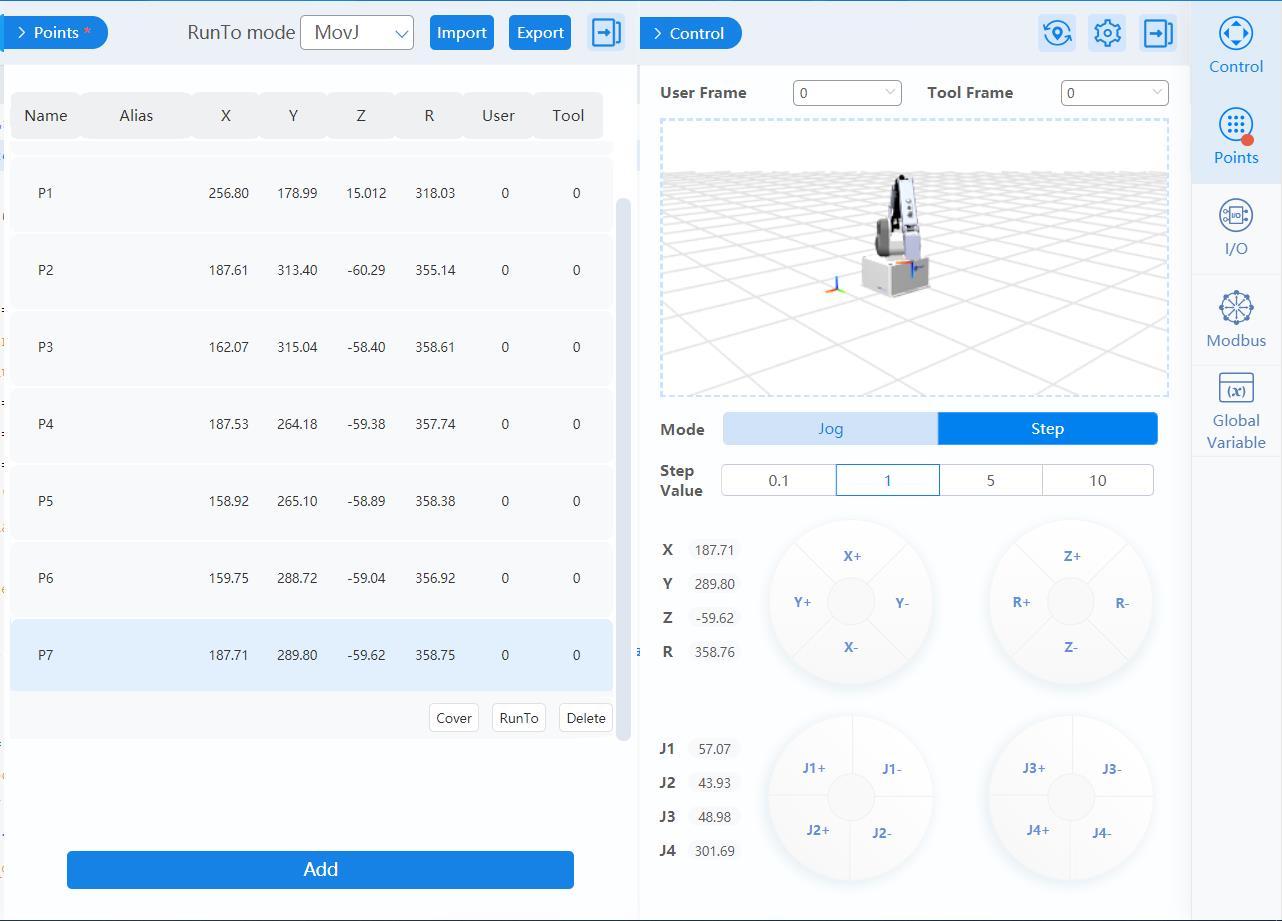 Points *
RunTo mode MovJ Import Export
Name Alias X Y Z R User Tool
P1 256.80 178.99 15.012 318.03 0 0
P2 187.61 313.40 -60.29 355.14 0 0
P3 162.07 315.04 -58.40 358.61 0 0
P4 187.53 264.18 -59.38 357.74 0 0
P5 158.92 265.10 -58.89 358.38 0 0
P6 159.75 288.72 -59.04 356.92 0 0
P7 187.71 289.80 -59.62 358.75 0 0
Cover RunTo Delete
Add
Control
User Frame 0 Tool Frame 0
Mode Jog Step
Step
Value 0.1 1 5 10
X 187.71
Y 289.80
Z -59.62
R 358.76
X+
Y+ Y-
X-
Z+
R+ R-
Z-
J1 57.07
J2 43.93
J3 48.98
J4 301.69
J1+ J1-
J2+ J2-
J3+ J3-
J4+ J4-
Control
Points
I/O
I/O
Modbus
(x)
Global
Variable